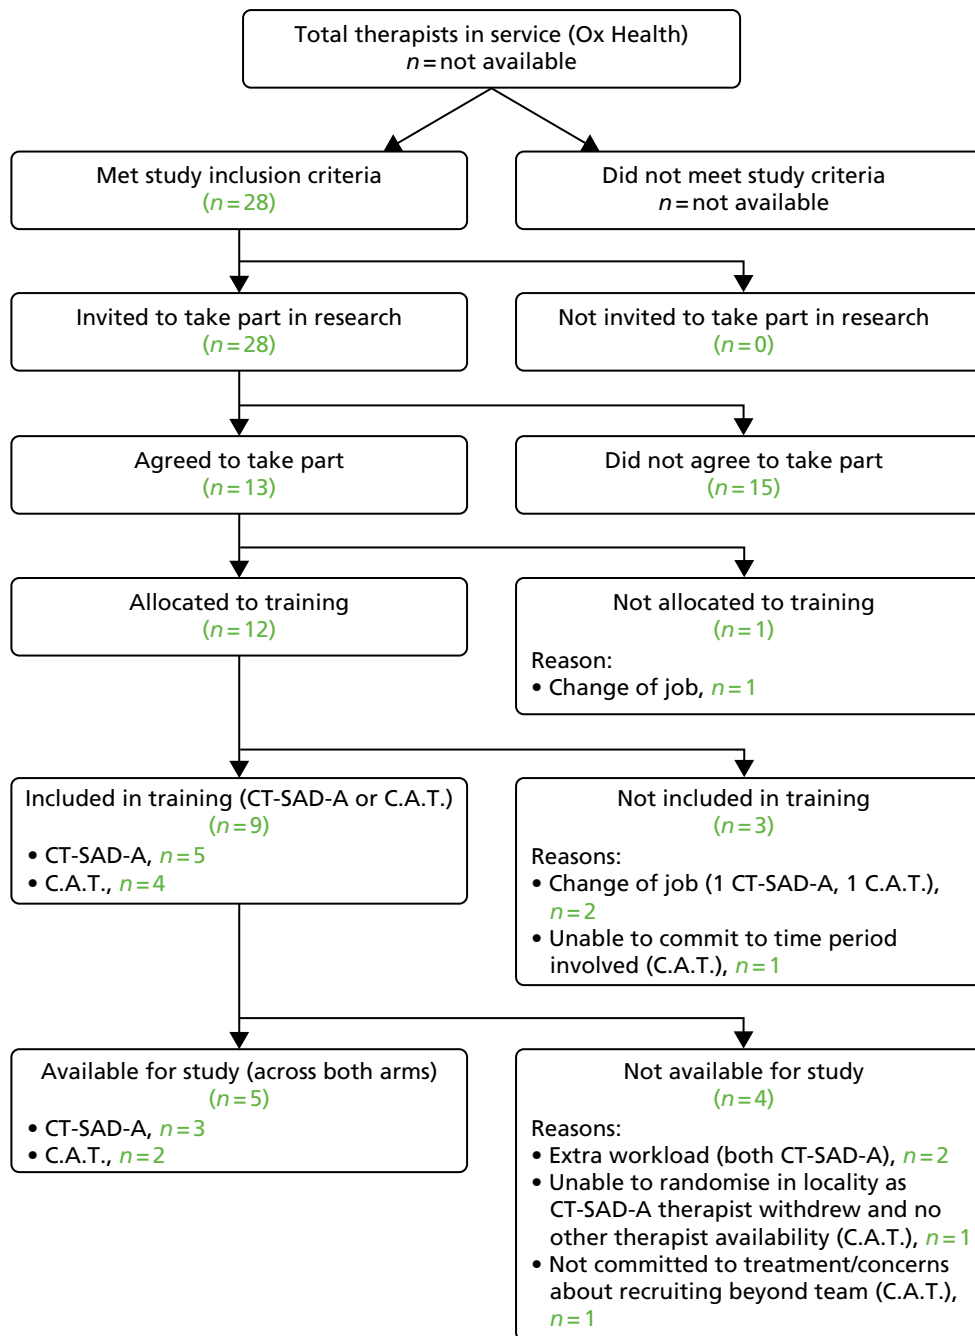 Total therapists in service (Ox Health)
n=not available
Met study inclusion criteria
(n=28)
Did not meet study criteria
n=not available
Invited to take part in research
(n=28)
Not invited to take part in research
(n=0)
Agreed to take part
(n=13)
Did not agree to take part
(n=15)
Allocated to training
(n=12)
Not allocated to training
(n=1)
Reason:
• Change of job, n=1
Included in training (CT-SAD-A or C.A.T.)
(n=9)
• CT-SAD-A, n=5
• C.A.T., n=4
Not included in training
(n=3)
Reasons:
• Change of job (1 CT-SAD-A, 1 C.A.T.),
n=2
• Unable to commit to time period
involved (C.A.T.), n=1
Available for study (across both arms)
(n=5)
• CT-SAD-A, n=3
• C.A.T., n=2
Not available for study
(n=4)
Reasons:
• Extra workload (both CT-SAD-A), n=2
• Unable to randomise in locality as
CT-SAD-A therapist withdrew and no
other therapist availability (C.A.T.), n=1
• Not committed to treatment/concerns
about recruiting beyond team (C.A.T.),
n=1